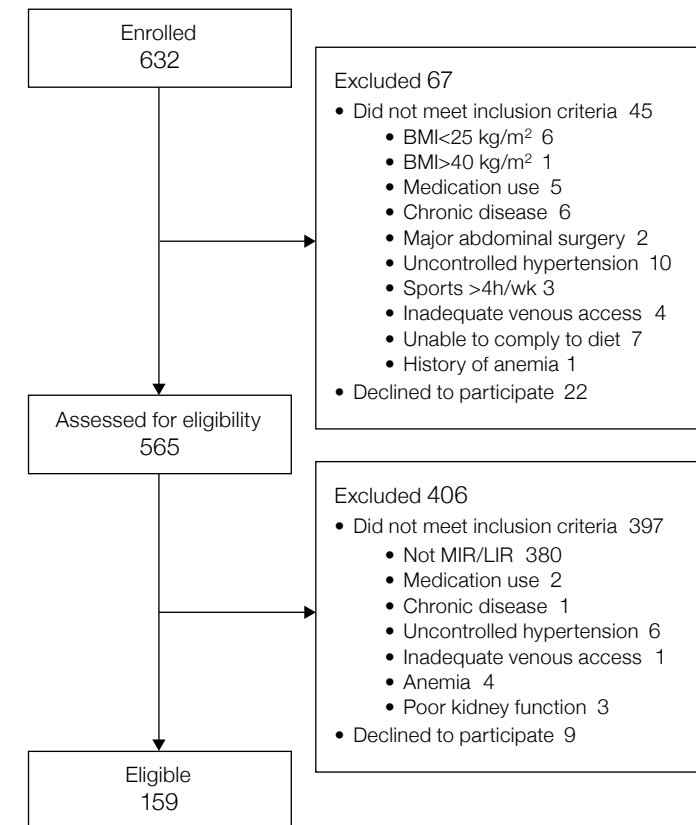 Enrolled
632
Excluded 67
• Did not meet inclusion criteria 45
• BMI<25 kg/m² 6
• BMI>40 kg/m² 1
• Medication use 5
• Chronic disease 6
• Major abdominal surgery 2
• Uncontrolled hypertension 10
• Sports >4h/wk 3
• Inadequate venous access 4
• Unable to comply to diet 7
• History of anemia 1
• Declined to participate 22
Assessed for eligibility
565
Excluded 406
• Did not meet inclusion criteria 397
• Not MIR/LIR 380
• Medication use 2
• Chronic disease 1
• Uncontrolled hypertension 6
• Inadequate venous access 1
• Anemia 4
• Poor kidney function 3
• Declined to participate 9
Eligible
159